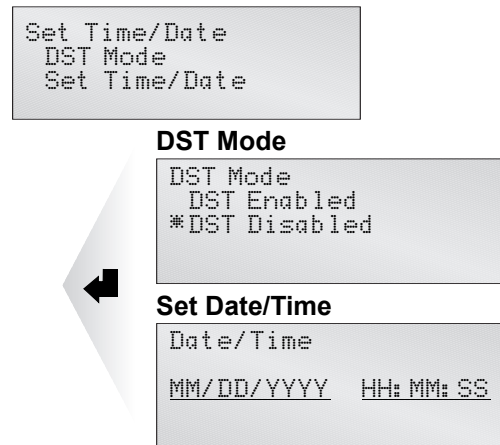 Set Time/Date
DST Mode
Set Time/Date
DST Mode
DST Mode
DST Enabled
*DST Disabled
Set Date/Time
Date/Time
MM/DD/YYYY HH:MM:SS